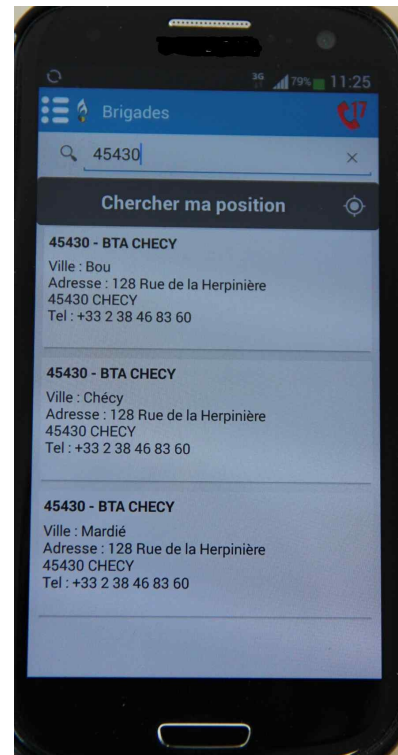 3G 79% 11:25
Brigades 17
45430 ×
Chercher ma position
45430 - BTA CHECY
Ville : Bou
Adresse : 128 Rue de la Herpinière
45430 CHECY
Tel : +33 2 38 46 83 60
45430 - BTA CHECY
Ville : Chécy
Adresse : 128 Rue de la Herpinière
45430 CHECY
Tel : +33 2 38 46 83 60
45430 - BTA CHECY
Ville : Mardié
Adresse : 128 Rue de la Herpinière
45430 CHECY
Tel : +33 2 38 46 83 60